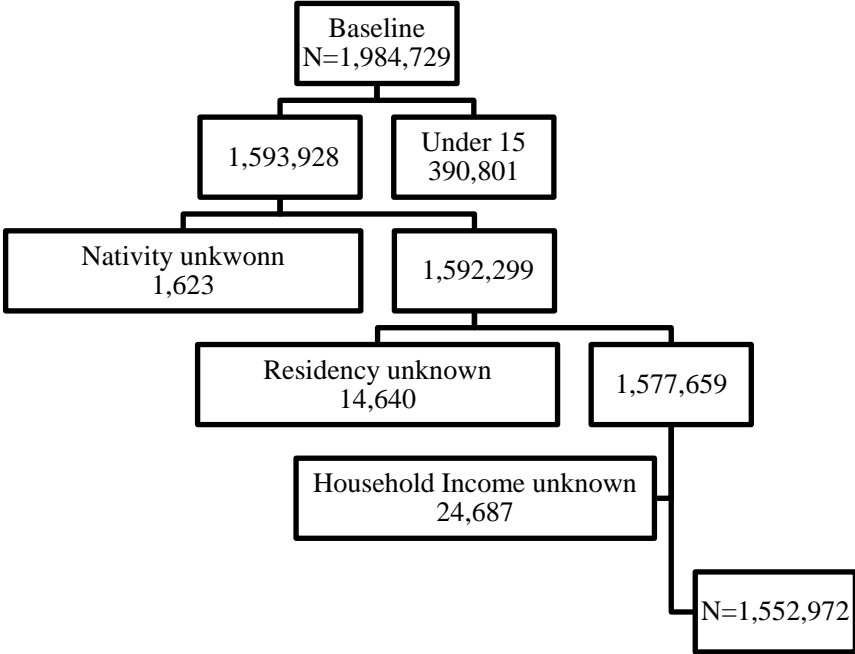 Baseline
N=1,984,729
1,593,928
Under 15
390,801
Nativity unkwonn
1,623
1,592,299
Residency unknown
14,640
1,577,659
Household Income unknown
24,687
N=1,552,972